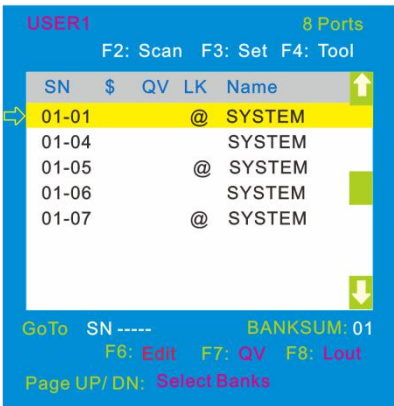 USER1 8 Ports
F2: Scan F3: Set F4: Tool
SN $ QV LK Name
01-01 @ SYSTEM
01-04 SYSTEM
01-05 @ SYSTEM
01-06 SYSTEM
01-07 @ SYSTEM
GoTo SN ----- BANKSUM: 01
F6: Edit F7: QV F8: Lout
Page UP/ DN: Select Banks